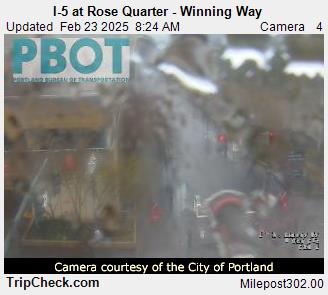 I-5 at Rose Quarter - Winning Way
Updated Feb 23 2025 8:24 AM Camera 4
PBOT
PORTLAND BUREAU OF TRANSPORTATION
Camera courtesy of the City of Portland
TripCheck.com Milepost302.00